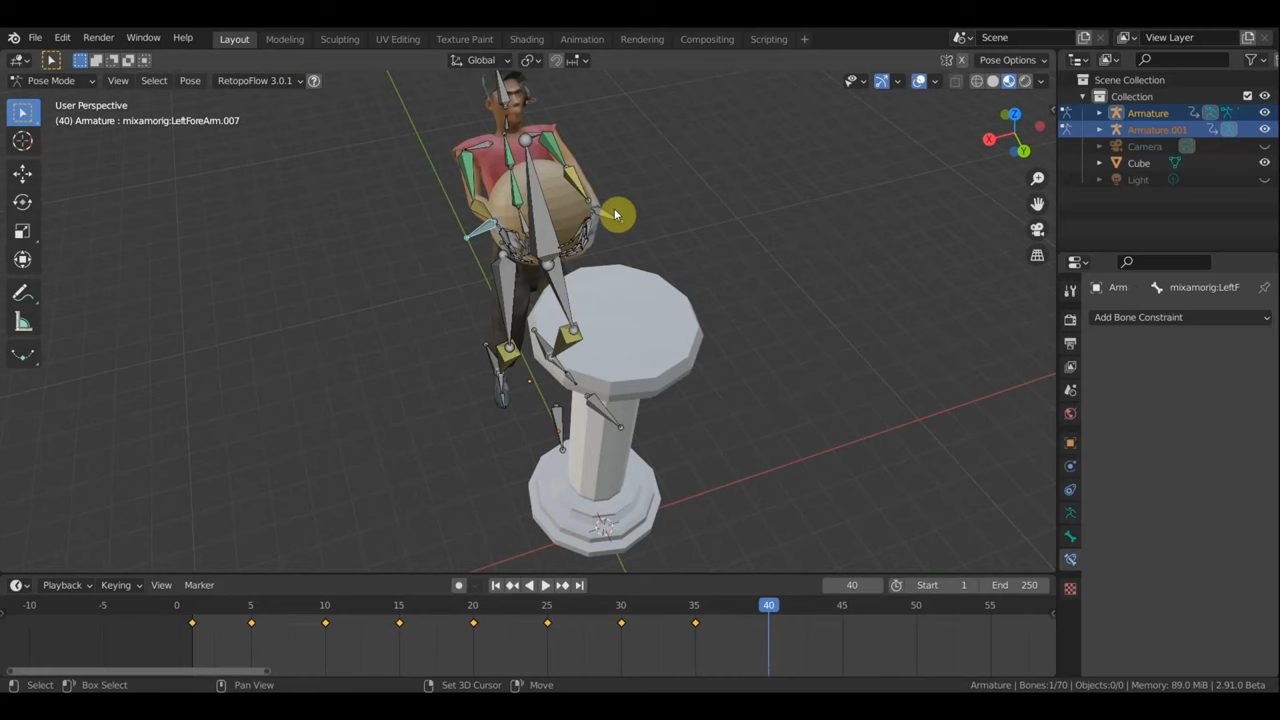 File Edit Render Window Help Layout Modeling Sculpting UV Editing Texture Paint Shading Animation Rendering Compositing Scripting + Scene View Layer
Global Pose Options
Pose Mode View Select Pose RetopoFlow 3.0.1
Scene Collection
Collection
Armature
Armature.001
Camera
Cube
Light
User Perspective
(40) Armature : mixamorig:LeftForeArm.007
X
Z
Y
Arm mixamorig:LeftF
Add Bone Constraint
Playback Keying View Marker 40 Start 1 End 250
-10 -5 0 5 10 15 20 25 30 35 40 45 50 55
Select Box Select Pan View Set 3D Cursor Move Armature | Bones:1/70 | Objects:0/0 | Memory: 89.0 MiB | 2.91.0 Beta